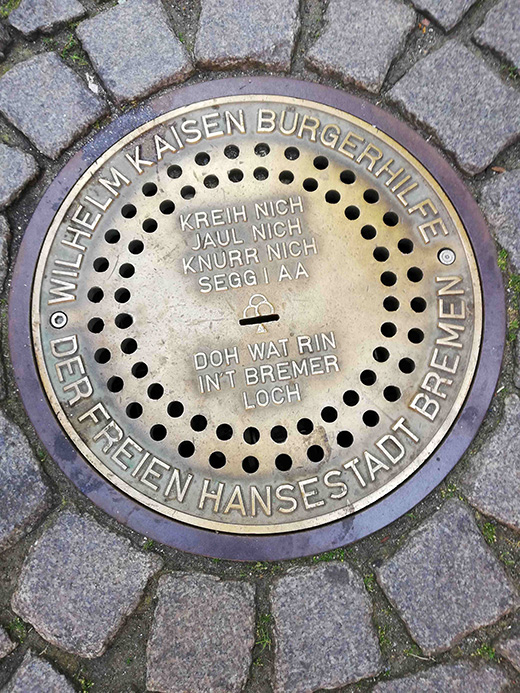 WILHELM KAISEN BÜRGERHILFE
KREIH NICH
JAUL NICH
KNURR NICH
SEGG I AA
DOH WAT RIN
IN'T BREMER
LOCH
DER FREIEN HANSESTADT BREMEN